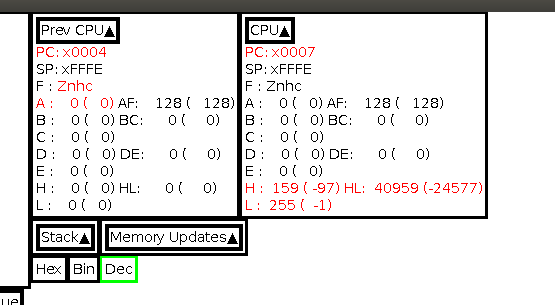 Prev CPU▲
PC: x0004
SP: xFFFE
F : Znhc
A : 0 ( 0) AF: 128 ( 128)
B : 0 ( 0) BC: 0 ( 0)
C : 0 ( 0)
D : 0 ( 0) DE: 0 ( 0)
E : 0 ( 0)
H : 0 ( 0) HL: 0 ( 0)
L : 0 ( 0)
CPU▲
PC: x0007
SP: xFFFE
F : Znhc
A : 0 ( 0) AF: 128 ( 128)
B : 0 ( 0) BC: 0 ( 0)
C : 0 ( 0)
D : 0 ( 0) DE: 0 ( 0)
E : 0 ( 0)
H : 159 ( -97) HL: 40959 (-24577)
L : 255 ( -1)
Stack▲ Memory Updates▲
Hex Bin Dec
ue